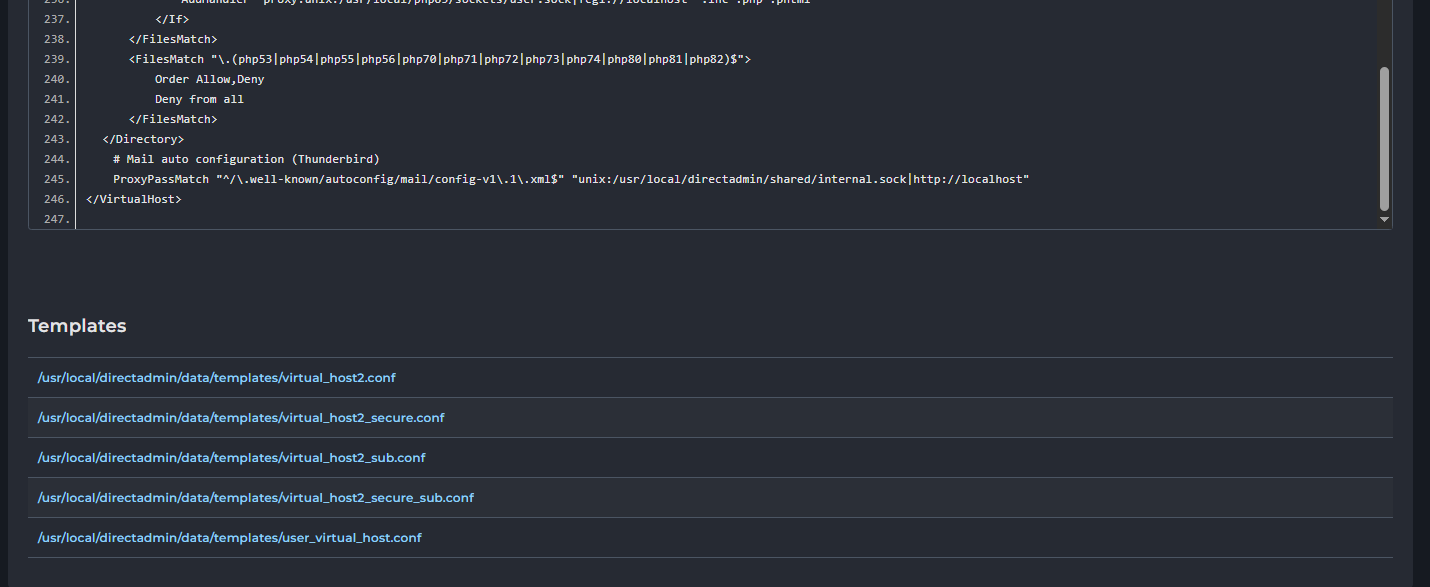 237. </If>
238. </FilesMatch>
239. <FilesMatch "\.(php53|php54|php55|php56|php70|php71|php72|php73|php74|php80|php81|php82)$">
240. Order Allow,Deny
241. Deny from all
242. </FilesMatch>
243. </Directory>
244. # Mail auto configuration (Thunderbird)
245. ProxyPassMatch "^/\.well-known/autoconfig/mail/config-v1\.1\.xml$" "unix:/usr/local/directadmin/shared/internal.sock|http://localhost"
246. </VirtualHost>
247.
Templates
/usr/local/directadmin/data/templates/virtual_host2.conf
/usr/local/directadmin/data/templates/virtual_host2_secure.conf
/usr/local/directadmin/data/templates/virtual_host2_sub.conf
/usr/local/directadmin/data/templates/virtual_host2_secure_sub.conf
/usr/local/directadmin/data/templates/user_virtual_host.conf